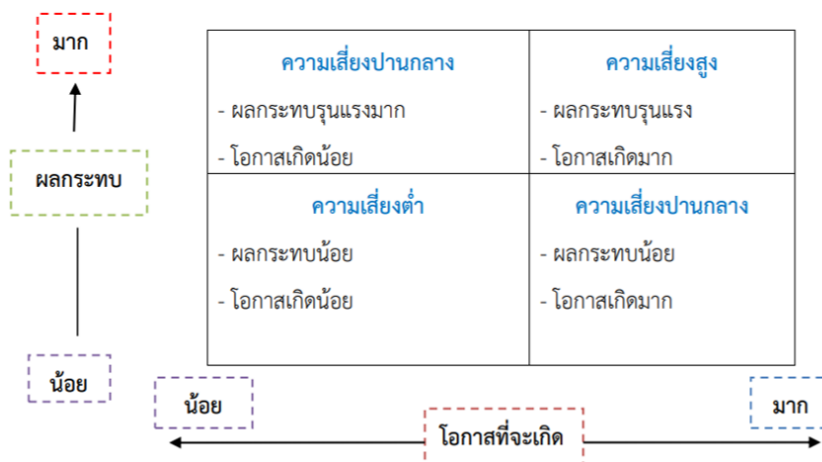 มาก
ความเสี่ยงปานกลาง
- ผลกระทบรุนแรงมาก
- โอกาสเกิดน้อย
ความเสี่ยงสูง
- ผลกระทบรุนแรง
- โอกาสเกิดมาก
ผลกระทบ
ความเสี่ยงต่ำ
- ผลกระทบน้อย
- โอกาสเกิดน้อย
ความเสี่ยงปานกลาง
- ผลกระทบน้อย
- โอกาสเกิดมาก
น้อย
น้อย
มาก
โอกาสที่จะเกิด